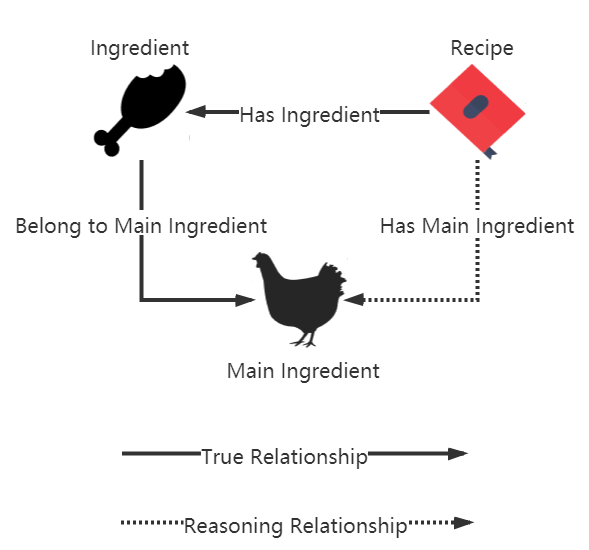 Ingredient
Recipe
Has Ingredient
Belong to Main Ingredient
Has Main Ingredient
Main Ingredient
True Relationship
Reasoning Relationship